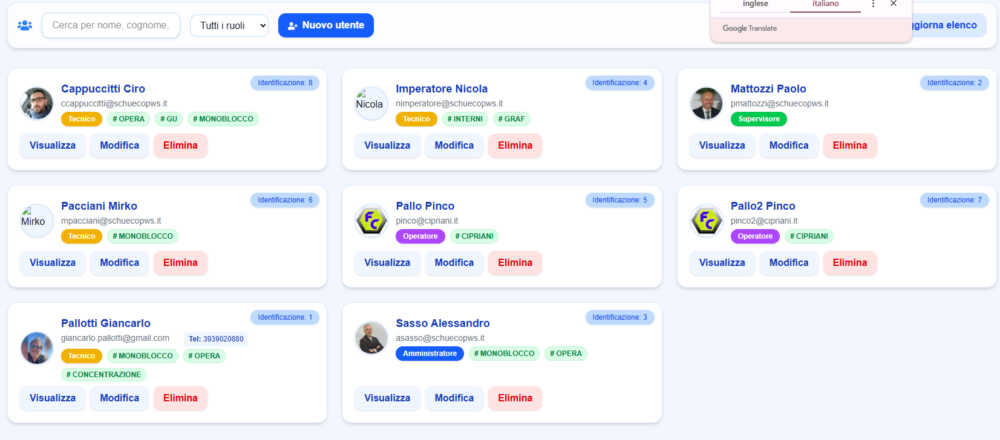 inglese italiano
Google Translate
Cerca per nome, cognome,
Tutti i ruoli
Nuovo utente
giorna elenco
Identificazione: 8
Cappuccitti Ciro
ccappuccitti@schuecopws.it
Tecnico # OPERA # GU # MONOBLOCCO
Visualizza Modifica Elimina
Identificazione: 4
Nicola
Imperatore Nicola
nimperatore@schuecopws.it
Tecnico # INTERNI # GRAF
Visualizza Modifica Elimina
Identificazione: 2
Mattozzi Paolo
pmattozzi@schuecopws.it
Supervisore
Visualizza Modifica Elimina
Identificazione: 6
Mirko
Pacciani Mirko
mpacciani@schuecopws.it
Tecnico # MONOBLOCCO
Visualizza Modifica Elimina
Identificazione: 5
FC
Pallo Pinco
pinco@cipriani.it
Operatore # CIPRIANI
Visualizza Modifica Elimina
Identificazione: 7
FC
Pallo2 Pinco
pinco2@cipriani.it
Operatore # CIPRIANI
Visualizza Modifica Elimina
Identificazione: 1
Pallotti Giancarlo
giancarlo.pallotti@gmail.com Tel: 3939020880
Tecnico # MONOBLOCCO # OPERA
# CONCENTRAZIONE
Visualizza Modifica Elimina
Identificazione: 3
Sasso Alessandro
asasso@schuecopws.it
Amministratore # MONOBLOCCO # OPERA
Visualizza Modifica Elimina